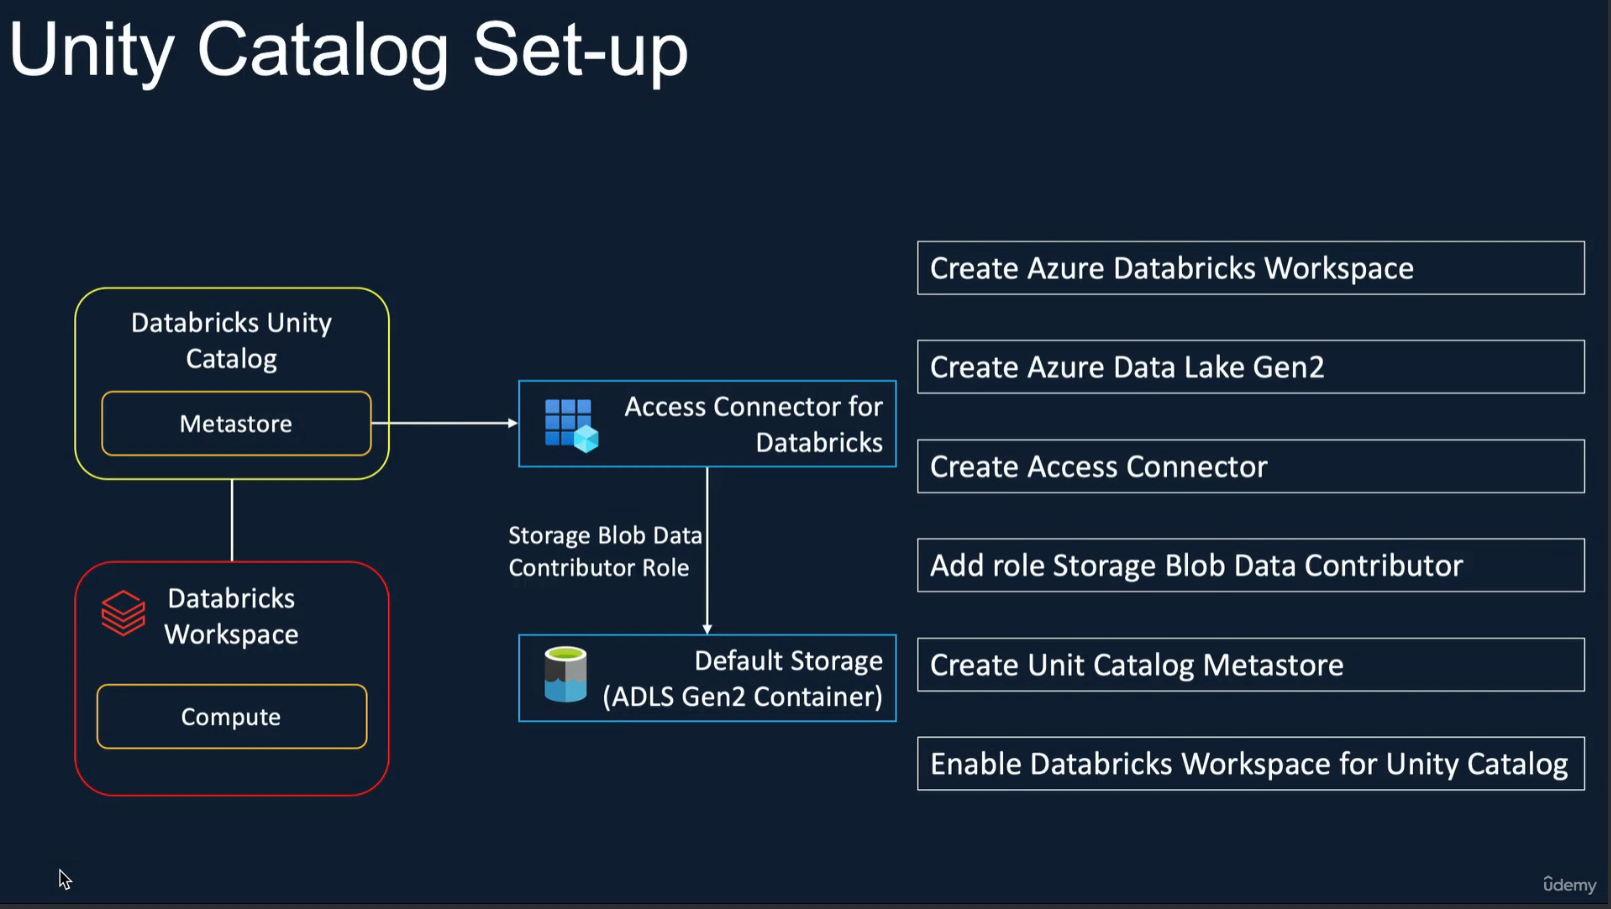 Unity Catalog Set-up
Databricks Unity
Catalog
Metastore
Databricks
Workspace
Compute
Access Connector for
Databricks
Storage Blob Data
Contributor Role
Default Storage
(ADLS Gen2 Container)
Create Azure Databricks Workspace
Create Azure Data Lake Gen2
Create Access Connector
Add role Storage Blob Data Contributor
Create Unit Catalog Metastore
Enable Databricks Workspace for Unity Catalog
ûdemy